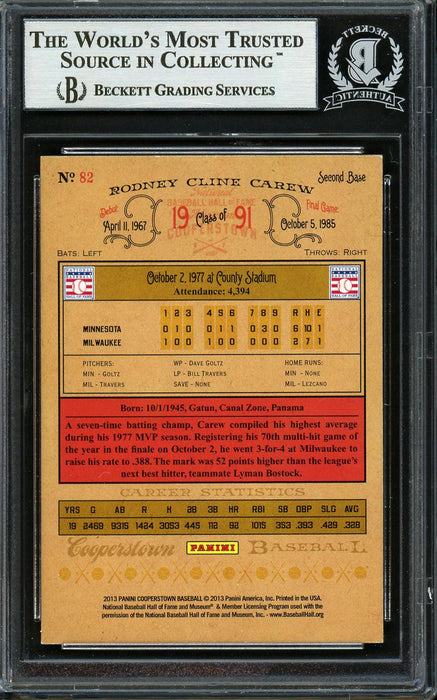 THE WORLD'S MOST TRUSTED
SOURCE IN COLLECTING™
B BECKETT GRADING SERVICES
BECKETT
B
AUTHENTIC
Nº 82
RODNEY CLINE CAREW
Second Base
Debut:
April 11, 1967
National
BASEBALL HALL OF FAME
19 Class of 91
COOPERSTOWN
Final Game:
October 5, 1985
BATS: LEFT
THROWS: RIGHT
October 2, 1977 at County Stadium
Attendance: 4,394
1 2 3 4 5 6 7 8 9 R H E
MINNESOTA 0 1 0 0 1 1 0 3 0 6 10 1
MILWAUKEE 1 0 0 1 0 0 0 0 0 2 7 1
PITCHERS:
MIN - GOLTZ
MIL - TRAVERS
WP - DAVE GOLTZ
LP - BILL TRAVERS
SAVE - NONE
HOME RUNS:
MIN - NONE
MIL - LEZCANO
Born: 10/1/1945, Gatun, Canal Zone, Panama
A seven-time batting champ, Carew compiled his highest average
during his 1977 MVP season. Registering his 70th multi-hit game of
the year in the finale on October 2, he went 3-for-4 at Milwaukee
to raise his rate to .388. The mark was 52 points higher than the league's
next best hitter, teammate Lyman Bostock.
CAREER STATISTICS
YRS G AB R H 2B 3B HR RBI SB OBP SLG AVG
19 2469 9315 1424 3053 445 112 92 1015 353 .393 .429 .328
Cooperstown PANINI BASEBALL
2013 PANINI COOPERSTOWN BASEBALL © 2013 Panini America, Inc. Printed in the USA.
National Baseball Hall of Fame and Museum® & Member Licensing Program used with the
permission of the National Baseball Hall of Fame and Museum, Inc - www.BaseballHall.org